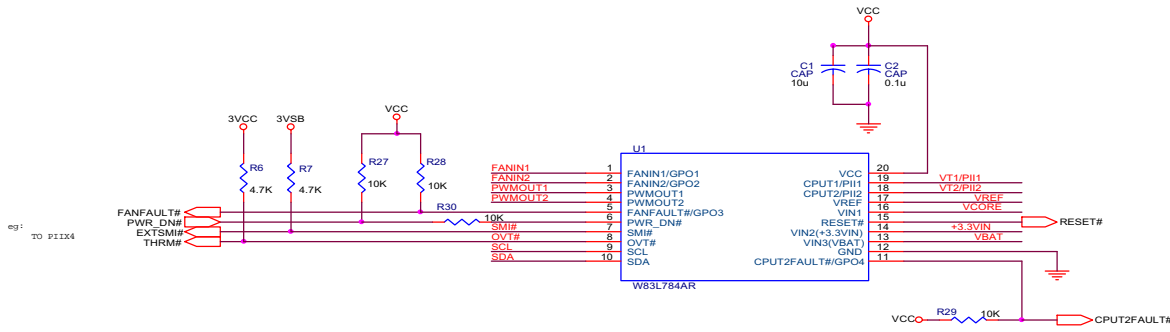 VCC
C1
CAP
10u
C2
CAP
0.1u
3VCC
3VSB
VCC
R6
4.7K
R7
4.7K
R27
10K
R28
10K
R30
10K
U1
FANIN1 1 FANIN1/GPO1
FANIN2 2 FANIN2/GPO2
PWMOUT1 3 PWMOUT1
PWMOUT2 4 PWMOUT2
FANFAULT# 5 FANFAULT#/GPO3
PWR_DN# 6 PWR_DN#
EXTSMI# SMI# 7 SMI#
THRM# OVT# 8 OVT#
SCL 9 SCL
SDA 10 SDA
VCC 20
CPUT1/PII1 19 VT1/PII1
CPUT2/PII2 18 VT2/PII2
VREF 17 VREF
VIN1 16 VCORE
RESET# 15 RESET#
VIN2(+3.3VIN) 14 +3.3VIN
VIN3(VBAT) 13 VBAT
GND 12
CPUT2FAULT#/GPO4 11
W83L784AR
eg:
TO PIIX4
VCC R29 10K CPUT2FAULT#